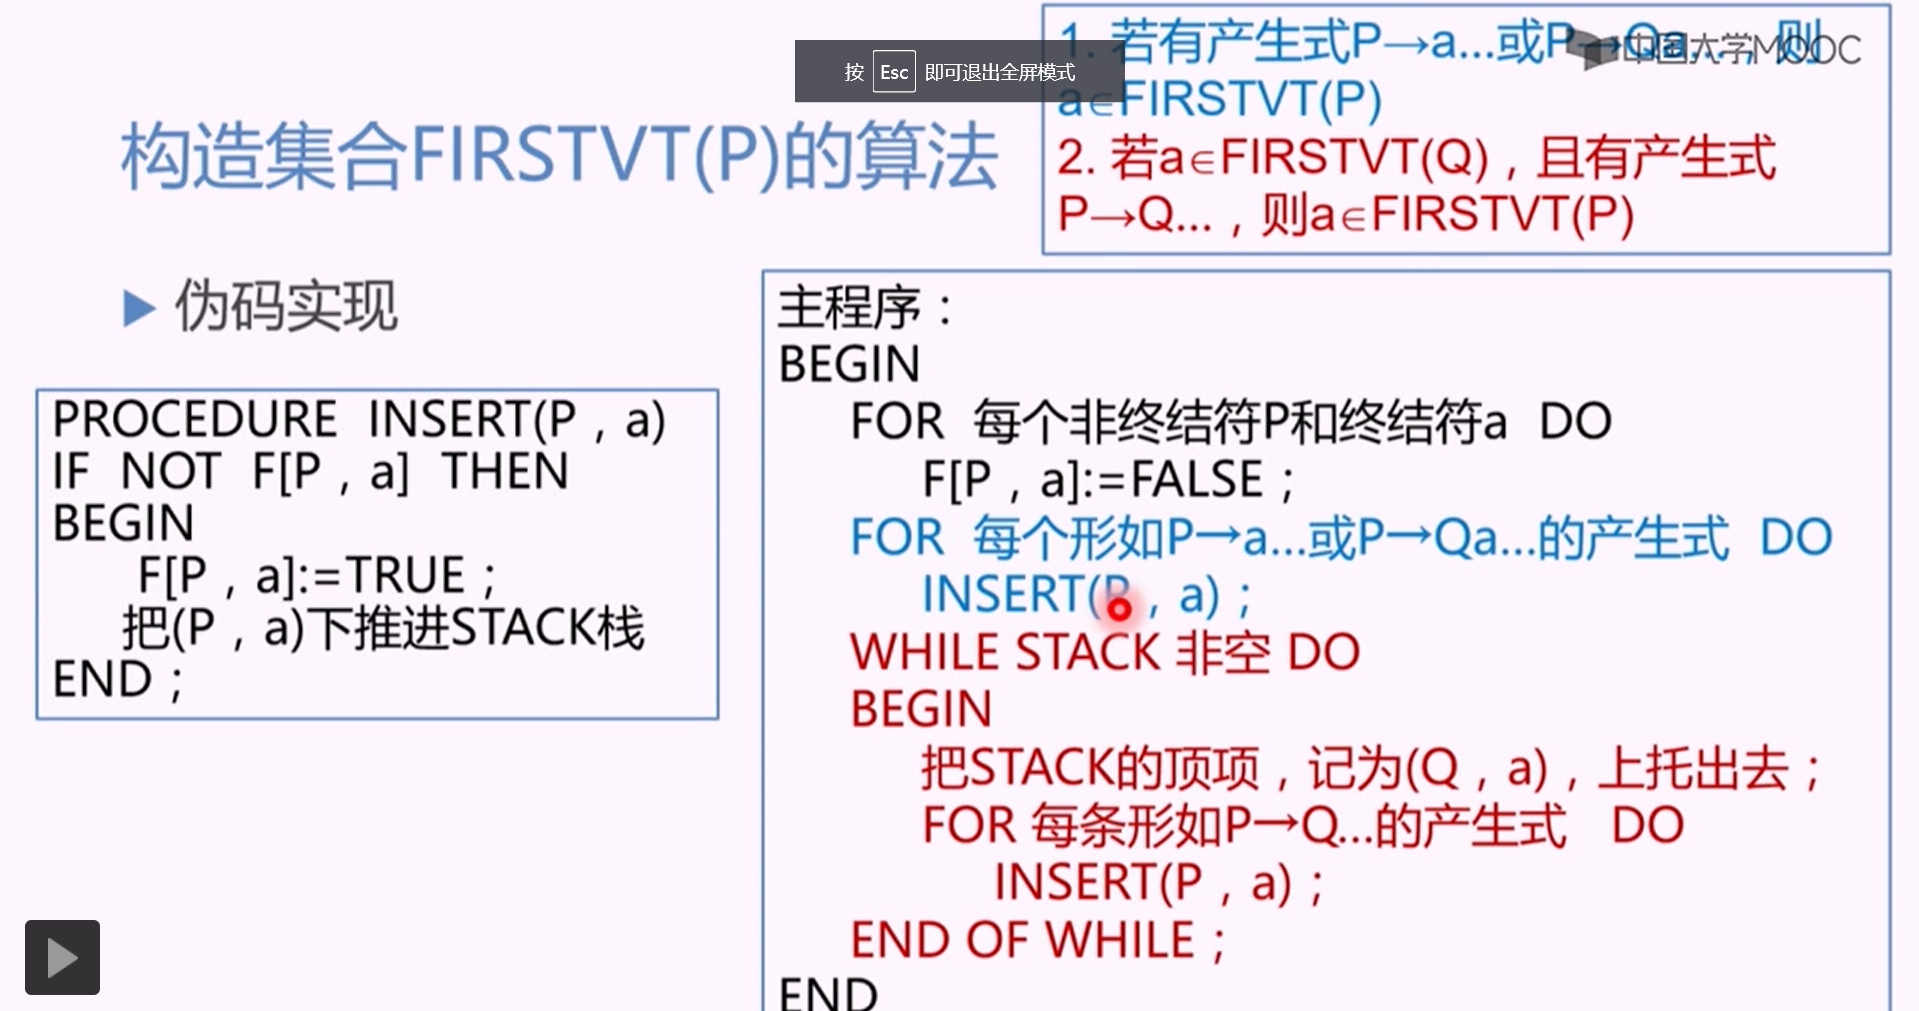 1. 若有产生式P→a…或P→Qa…，则
a∈FIRSTVT(P)
2. 若a∈FIRSTVT(Q)，且有产生式
P→Q…，则a∈FIRSTVT(P)
中国大学MOOC
按 Esc 即可退出全屏模式
构造集合FIRSTVT(P)的算法
伪码实现
PROCEDURE INSERT(P，a)
IF NOT F[P，a] THEN
BEGIN
F[P，a]:=TRUE；
把(P，a)下推进STACK栈
END；
主程序：
BEGIN
FOR 每个非终结符P和终结符a DO
F[P，a]:=FALSE；
FOR 每个形如P→a…或P→Qa…的产生式 DO
INSERT(P，a)；
WHILE STACK 非空 DO
BEGIN
把STACK的顶项，记为(Q，a)，上托出去；
FOR 每条形如P→Q…的产生式 DO
INSERT(P，a)；
END OF WHILE；
END